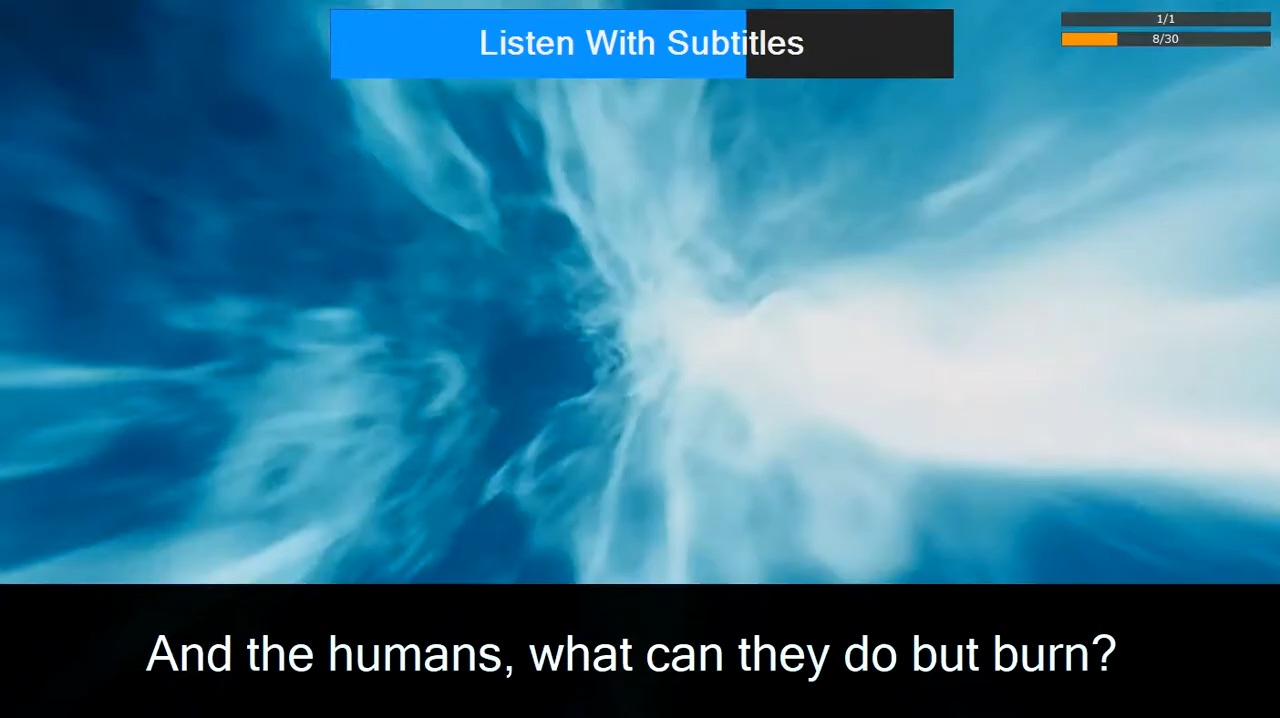 Listen With Subtitles
1/1
8/30
And the humans, what can they do but burn?